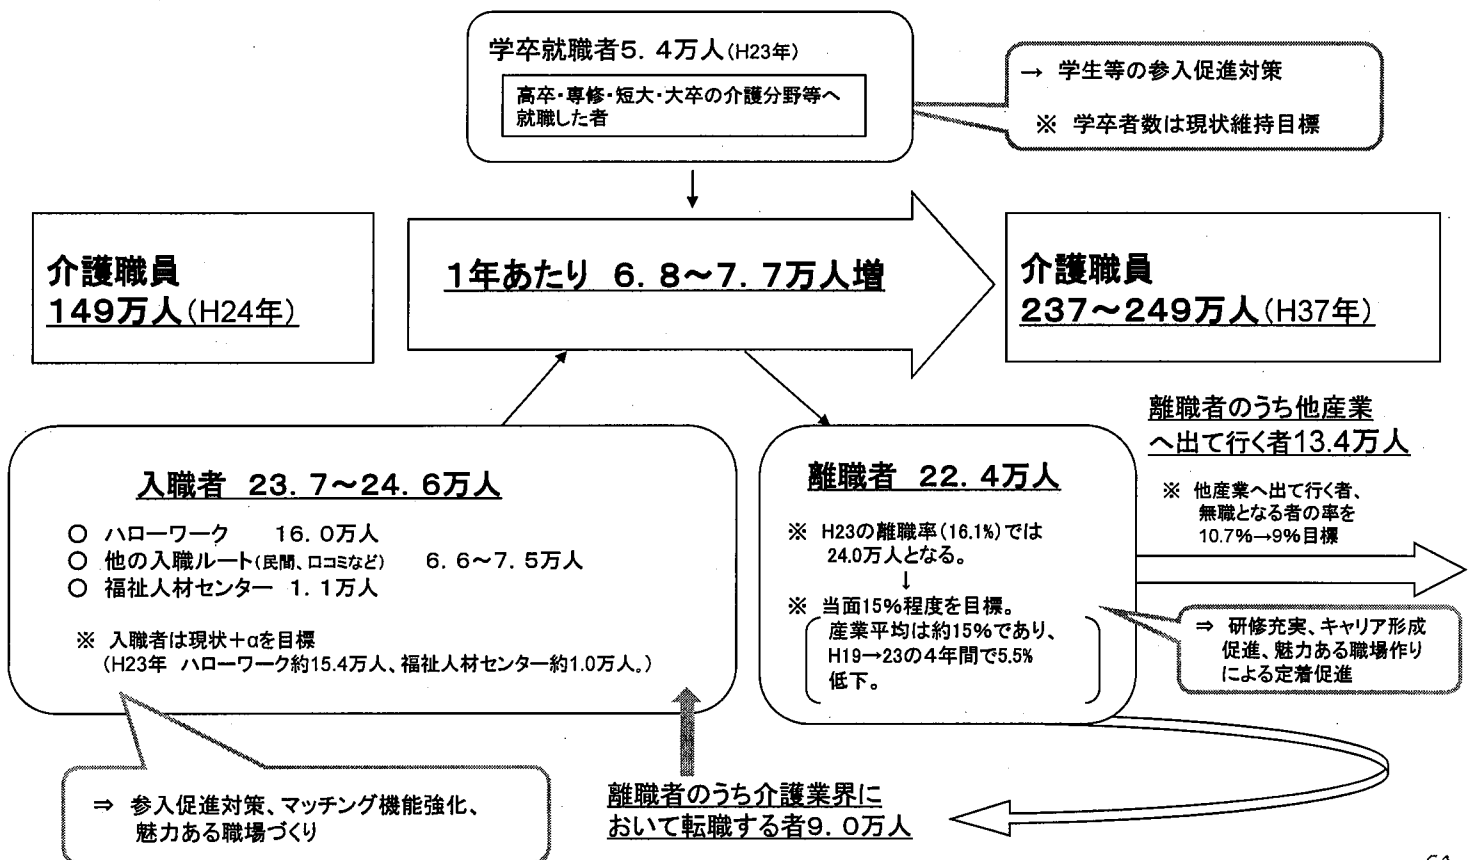 学卒就職者5.4万人(H23年)
高卒・専修・短大・大卒の介護分野等へ
就職した者
→ 学生等の参入促進対策
※ 学卒者数は現状維持目標
介護職員
149万人(H24年)
1年あたり 6.8～7.7万人増
介護職員
237～249万人(H37年)
入職者 23.7～24.6万人
○ ハローワーク 16.0万人
○ 他の入職ルート(民間、口コミなど) 6.6～7.5万人
○ 福祉人材センター 1.1万人
※ 入職者は現状+αを目標
(H23年 ハローワーク約15.4万人、福祉人材センター約1.0万人。)
離職者 22.4万人
※ H23の離職率(16.1%)では
24.0万人となる。
↓
※ 当面15%程度を目標。
産業平均は約15%であり、
H19→23の4年間で5.5%
低下。
離職者のうち他産業
へ出て行く者13.4万人
※ 他産業へ出て行く者、
無職となる者の率を
10.7%→9%目標
⇒ 研修充実、キャリア形成
促進、魅力ある職場作り
による定着促進
⇒ 参入促進対策、マッチング機能強化、
魅力ある職場づくり
離職者のうち介護業界に
おいて転職する者9.0万人